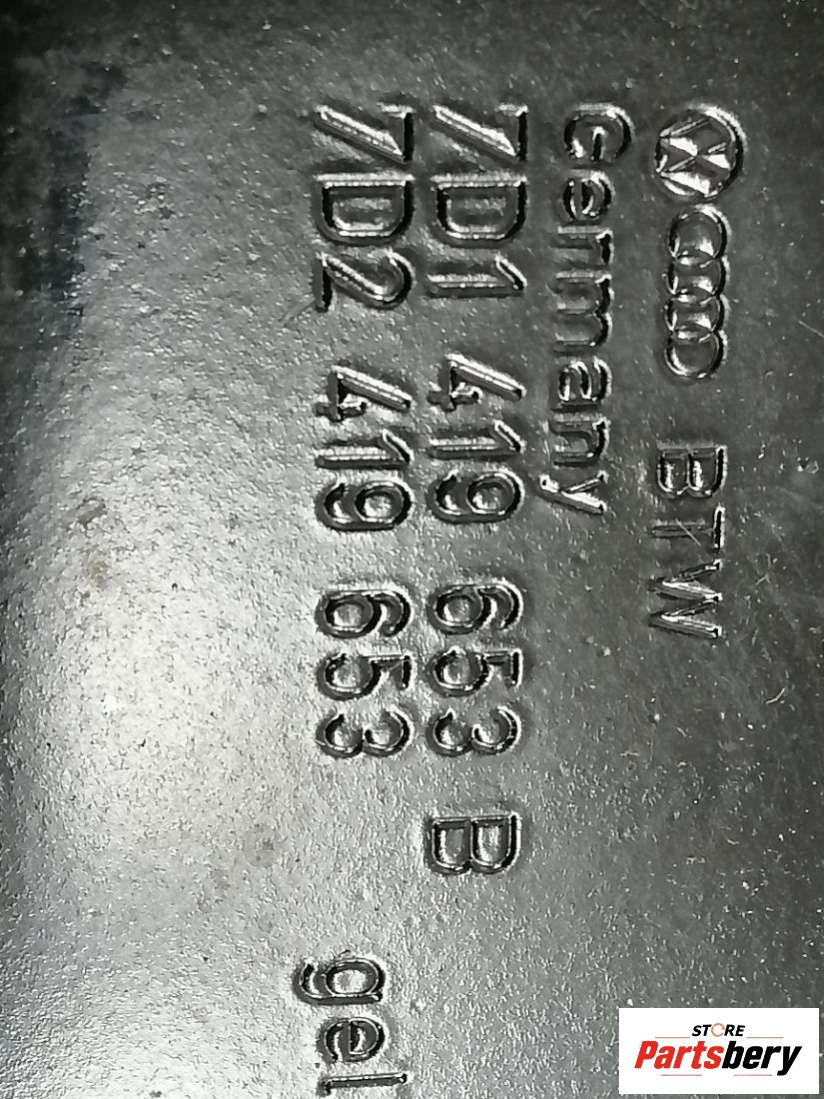 BTW
Germany
7D1 419 653 B
7D2 419 653
gel
STORE
Partsbery